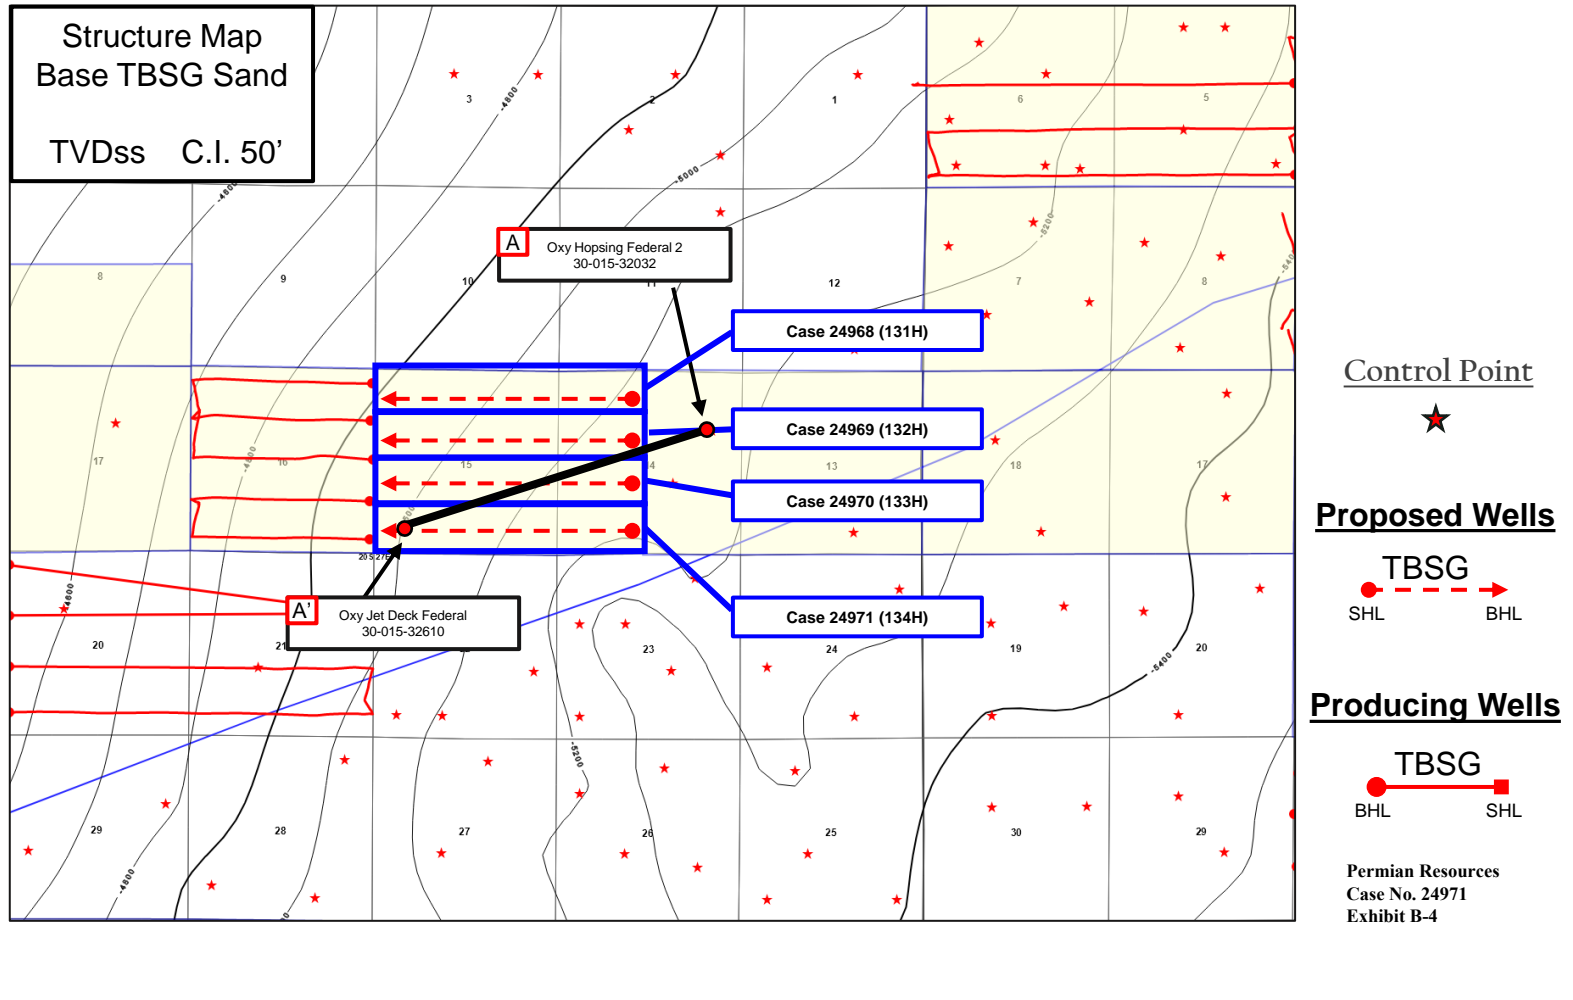 Structure Map
Base TBSG Sand
TVDss C.I. 50’
3
2
1
6
5
-4800
-5000
-4800
-5200
8
9
10
11
12
7
8
A
Oxy Hopsing Federal 2
30-015-32032
Case 24968 (131H)
Case 24969 (132H)
Case 24970 (133H)
Case 24971 (134H)
17
16
15
14
13
18
17
A'
Oxy Jet Deck Federal
30-015-32610
20
21
23
24
19
20
-5400
-5200
29
28
27
26
25
30
29
-4800
Control Point
Proposed Wells
TBSG
SHL BHL
Producing Wells
TBSG
BHL SHL
Permian Resources
Case No. 24971
Exhibit B-4